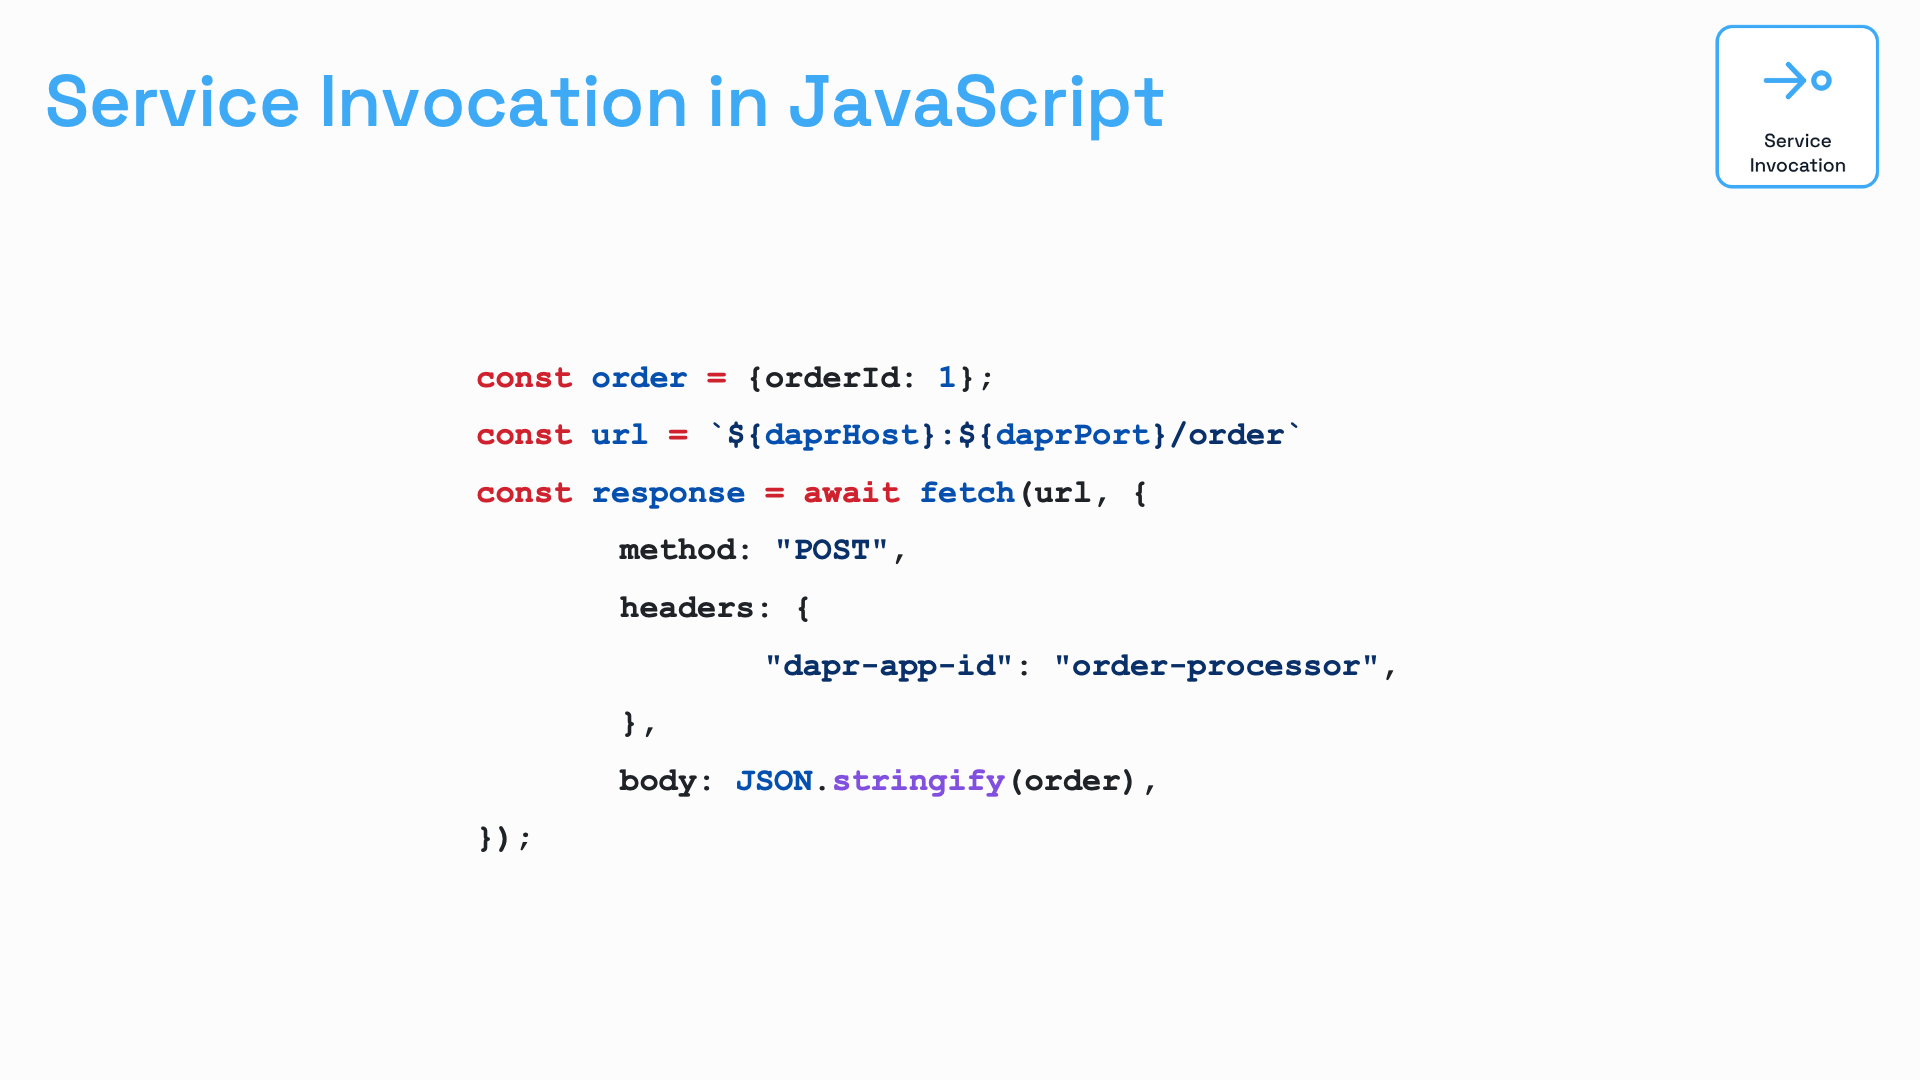 Service Invocation in JavaScript
Service
Invocation
const order = {orderId: 1};
const url = `${daprHost}:${daprPort}/order`
const response = await fetch(url, {
method: "POST",
headers: {
"dapr-app-id": "order-processor",
},
body: JSON.stringify(order),
});